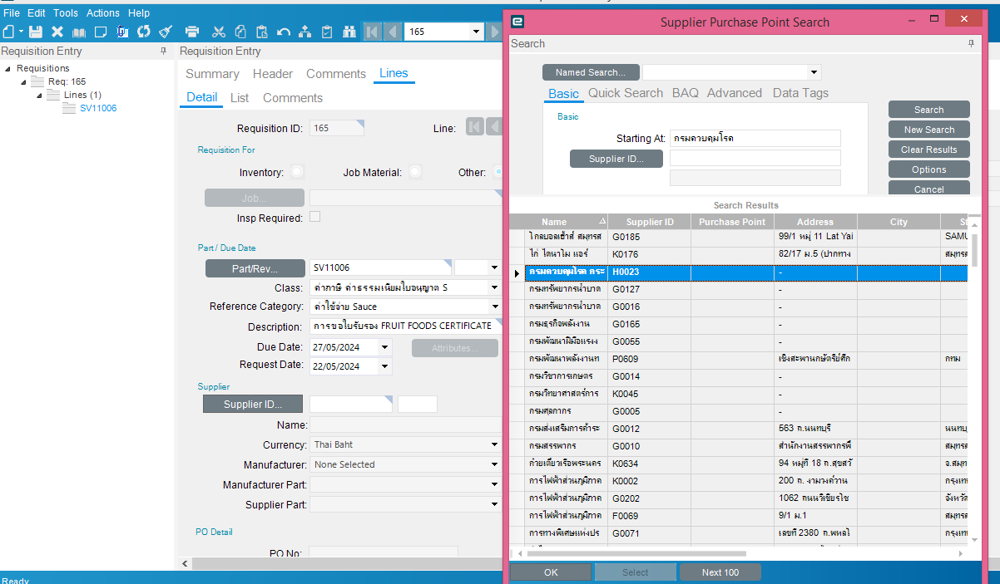 File Edit Tools Actions Help
165
Requisition Entry
Requisitions
Req: 165
Lines (1)
SV11006
Requisition Entry
Summary Header Comments Lines
Detail List Comments
Requisition ID: 165 Line:
Requisition For
Inventory: Job Material: Other:
Job...
Insp Required:
Part / Due Date
Part/Rev... SV11006
Class: ค่าภาษี ค่าธรรมเนียมใบอนุญาต S
Reference Category: ค่าใช้จ่าย Sauce
Description: การขอใบรับรอง FRUIT FOODS CERTIFICATE
Due Date: 27/05/2024 Attributes...
Request Date: 22/05/2024
Supplier
Supplier ID...
Name:
Currency: Thai Baht
Manufacturer: None Selected
Manufacturer Part:
Supplier Part:
PO Detail
PO No:
Ready
Supplier Purchase Point Search
Search
Named Search...
Basic Quick Search BAQ Advanced Data Tags
Basic
Starting At: กรมควบคุมโรค
Supplier ID...
Search
New Search
Clear Results
Options
Cancel
Search Results
Name Supplier ID Purchase Point Address City St
โกลบอลเฮ้าส์ สมุทรส G0185 99/1 หมู่ 11 Lat Yai SAMU
ไก่ ไดนาโม แอร์ K0176 82/17 ม.5 (ปากทาง สมุทรส
กรมควบคุมโรค กระ H0023 -
กรมทรัพยากรน้ำบาด G0127 -
กรมทรัพยากรน้ำบาด G0016 -
กรมธุรกิจพลังงาน G0165 -
กรมพัฒนาฝีมือแรงง G0055 -
กรมพัฒนาพลังงานท P0609 เชิงสะพานกษัตริย์ศึก กทม
กรมวิชาการเกษตร G0014 -
กรมวิทยาศาสตร์การ K0045 -
กรมศุลกากร G0005 -
กรมส่งเสริมการค้าระ G0012 563 ถ.นนทบุรี นนทบุ
กรมสรรพากร G0010 สำนักงานสรรพากรพื้ สมุทรส
ก๋วยเตี๋ยวเรือพระนคร K0634 94 หมู่ที่ 18 ถ.สุขสวั จ.สมุท
การไฟฟ้าส่วนภูมิภาค K0002 200 ถ. งามวงศ์วาน กรุงเท
การไฟฟ้าส่วนภูมิภาค G0202 1062 ถนนวิเชียรโช จังหวัด
การไฟฟ้าส่วนภูมิภาค F0069 9/1 ม.1 สมุทรส
การทางพิเศษแห่งปร G0071 เลขที่ 2380 ถ.พหลโ กรุงเท
OK Select Next 100